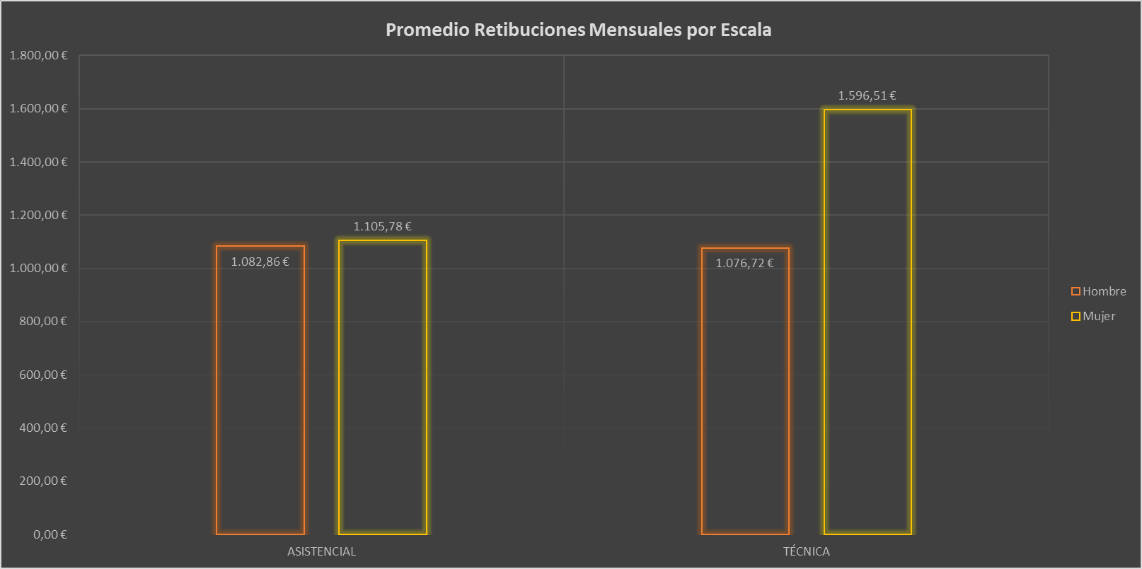 Promedio Retibuciones Mensuales por Escala
1.800,00 €
1.600,00 €
1.400,00 €
1.200,00 €
1.000,00 €
800,00 €
600,00 €
400,00 €
200,00 €
0,00 €
1.082,86 €
1.105,78 €
1.076,72 €
1.596,51 €
ASISTENCIAL
TÉCNICA
Hombre
Mujer